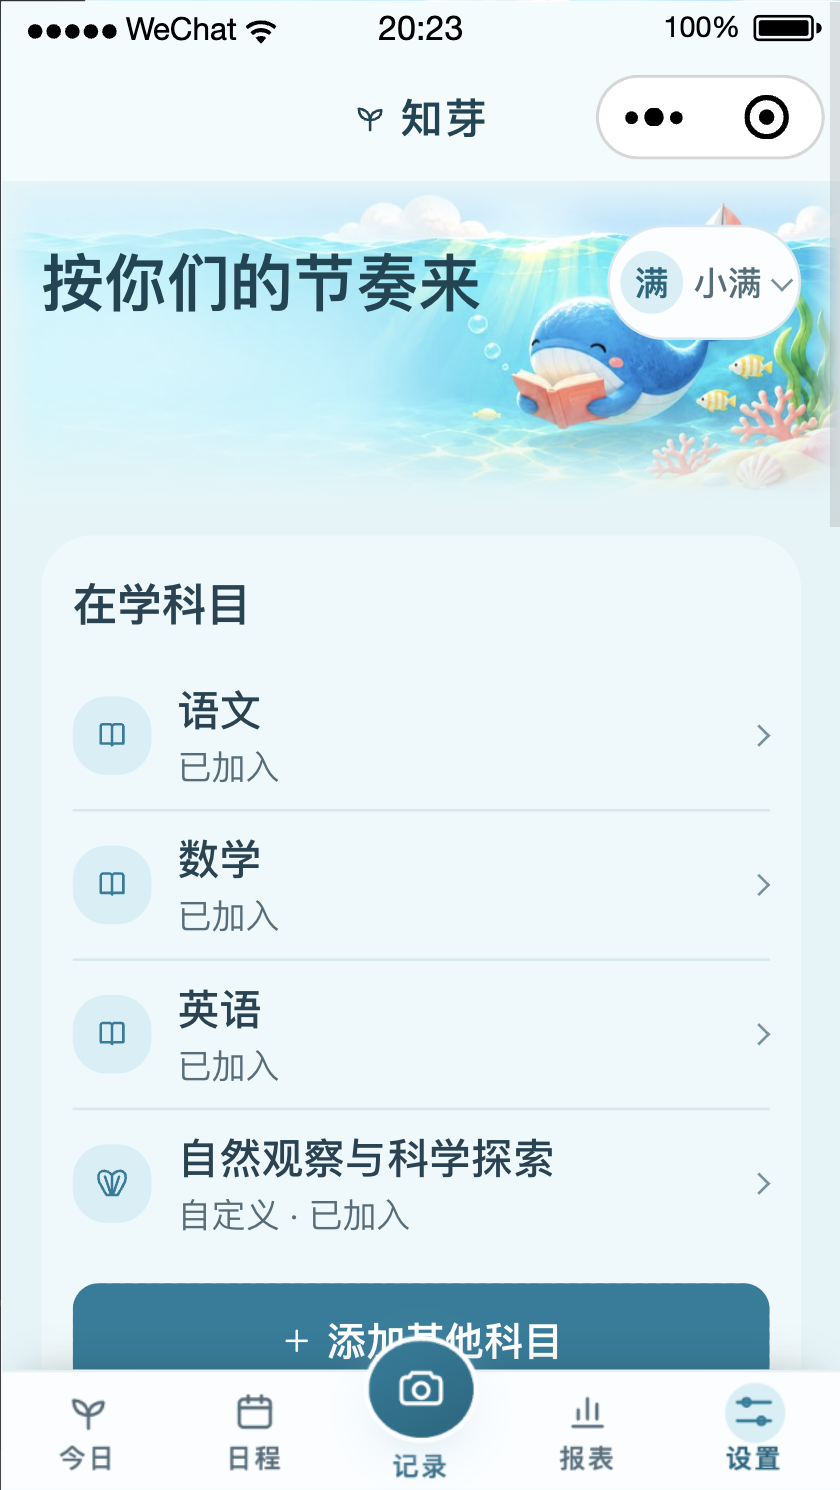 WeChat 20:23 100%
知芽
按你们的节奏来
满 小满
在学科目
语文
已加入
数学
已加入
英语
已加入
自然观察与科学探索
自定义 · 已加入
+ 添加其他科目
今日 日程 记录 报表 设置